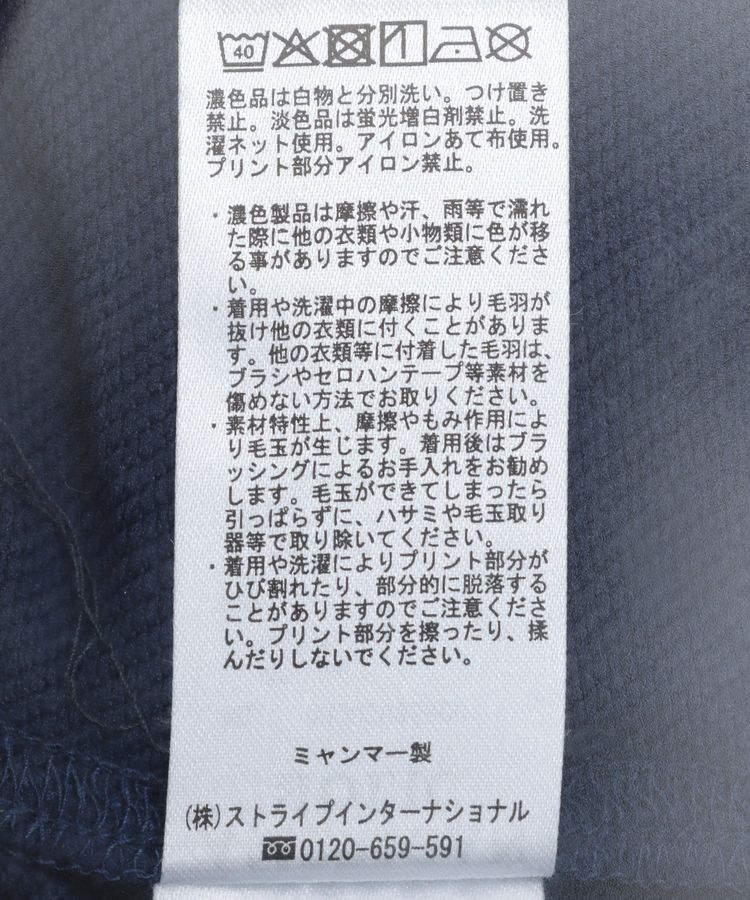 40
濃色品は白物と分別洗い。つけ置き
禁止。淡色品は蛍光増白剤禁止。洗
濯ネット使用。アイロンあて布使用。
プリント部分アイロン禁止。
・濃色製品は摩擦や汗、雨等で濡れ
た際に他の衣類や小物類に色が移
る事がありますのでご注意くださ
い。
・着用や洗濯中の摩擦により毛羽が
抜け他の衣類に付くことがありま
す。他の衣類等に付着した毛羽は、
ブラシやセロハンテープ等素材を
傷めない方法でお取りください。
・素材特性上、摩擦やもみ作用によ
り毛玉が生じます。着用後はブラ
ッシングによるお手入れをお勧め
します。毛玉ができてしまったら
引っぱらずに、ハサミや毛玉取り
器等で取り除いてください。
・着用や洗濯によりプリント部分が
ひび割れたり、部分的に脱落する
ことがありますのでご注意くださ
い。プリント部分を擦ったり、揉
んだりしないでください。
ミャンマー製
(株)ストライプインターナショナル
0120-659-591